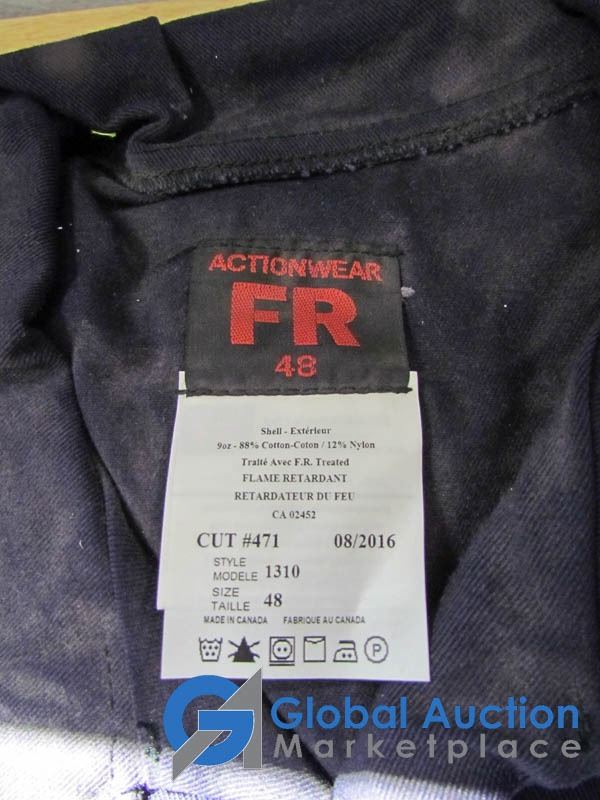 ACTIONWEAR
FR
48
Shell - Extérieur
9oz - 88% Cotton-Coton / 12% Nylon
Traité Avec F.R. Treated
FLAME RETARDANT
RETARDATEUR DU FEU
CA 02452
CUT #471 08/2016
STYLE
MODELE 1310
SIZE
TAILLE 48
MADE IN CANADA FABRIQUE AU CANADA
P
Global Auction
Marketplace